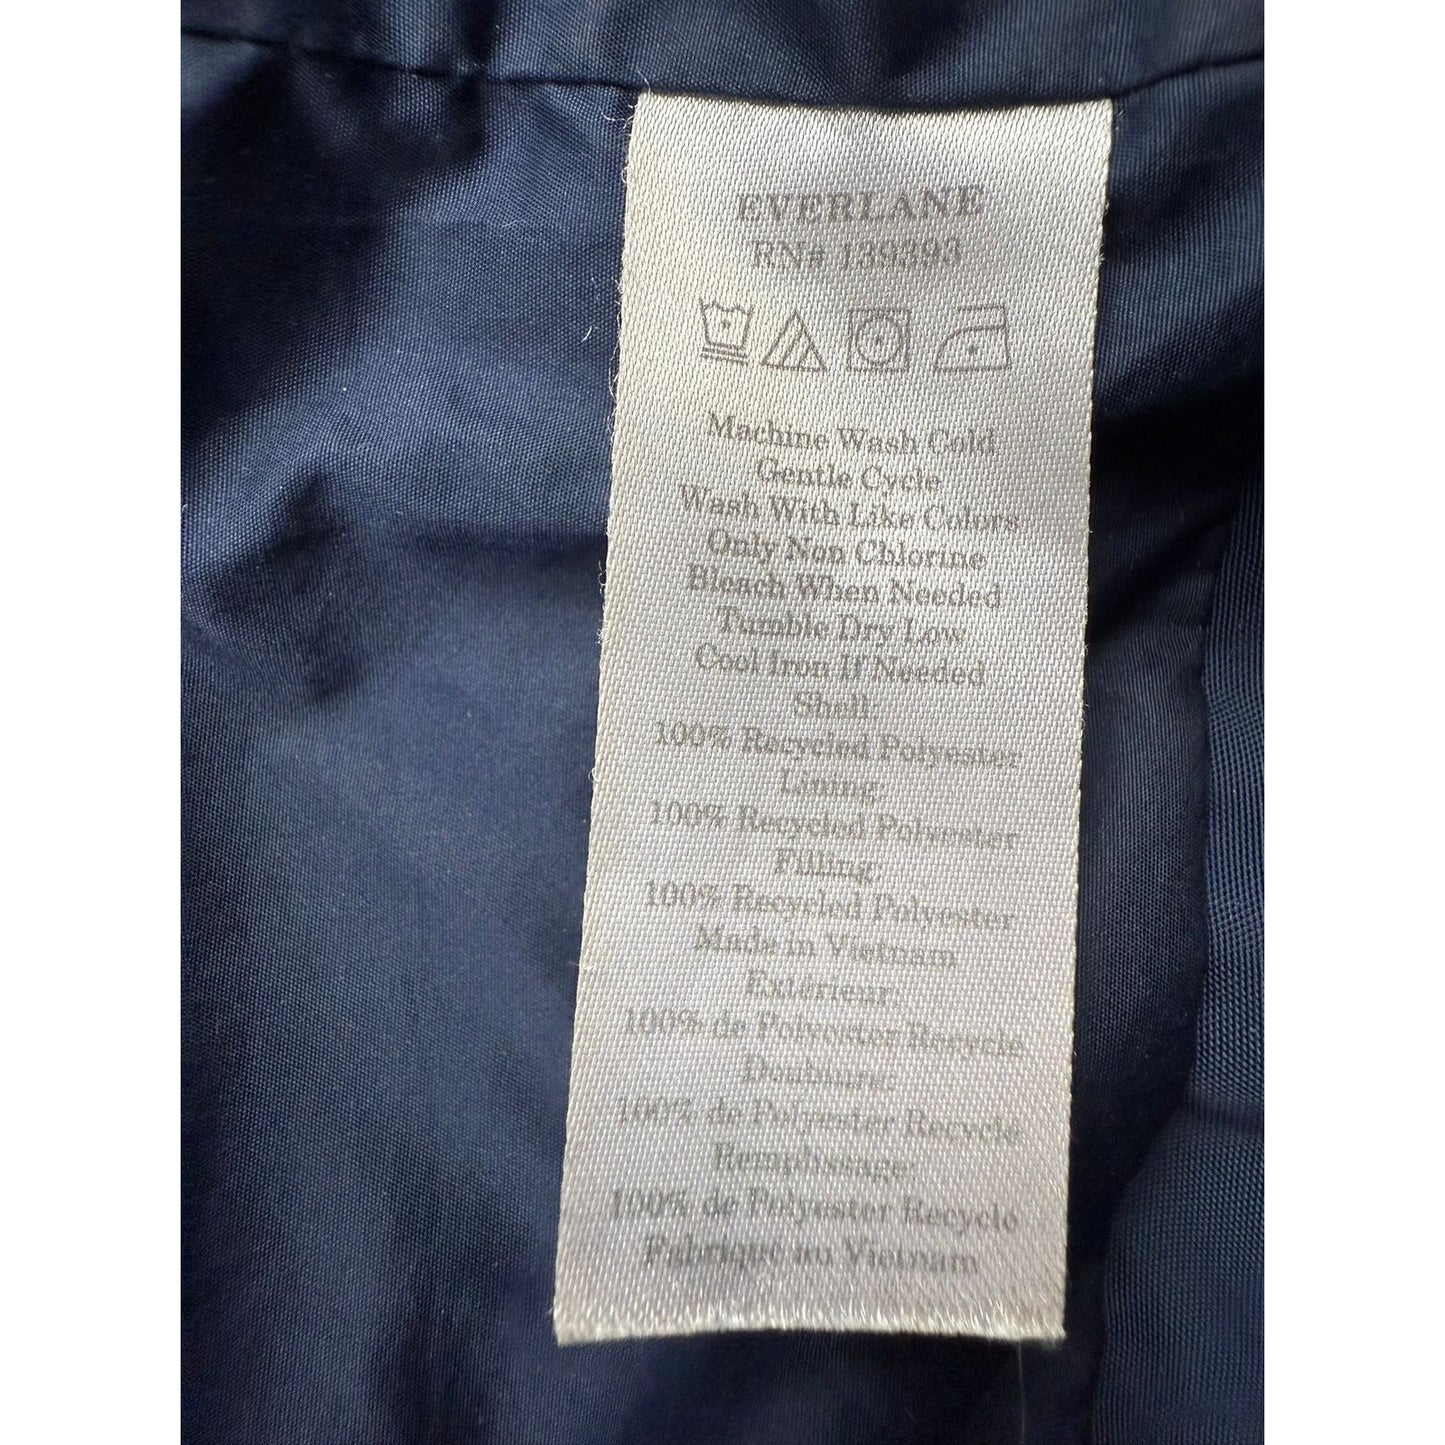 EVERLANE
RN# 139393
Machine Wash Cold
Gentle Cycle
Wash With Like Colors
Only Non Chlorine
Bleach When Needed
Tumble Dry Low
Cool Iron If Needed
Shell:
100% Recycled Polyester
Lining:
100% Recycled Polyester
Filling:
100% Recycled Polyester
Made in Vietnam
Extérieur:
100% de Polyester Recycle
Doublure:
100% de Polyester Recycle
Remplissage:
100% de Polyester Recycle
Fabriqué au Vietnam